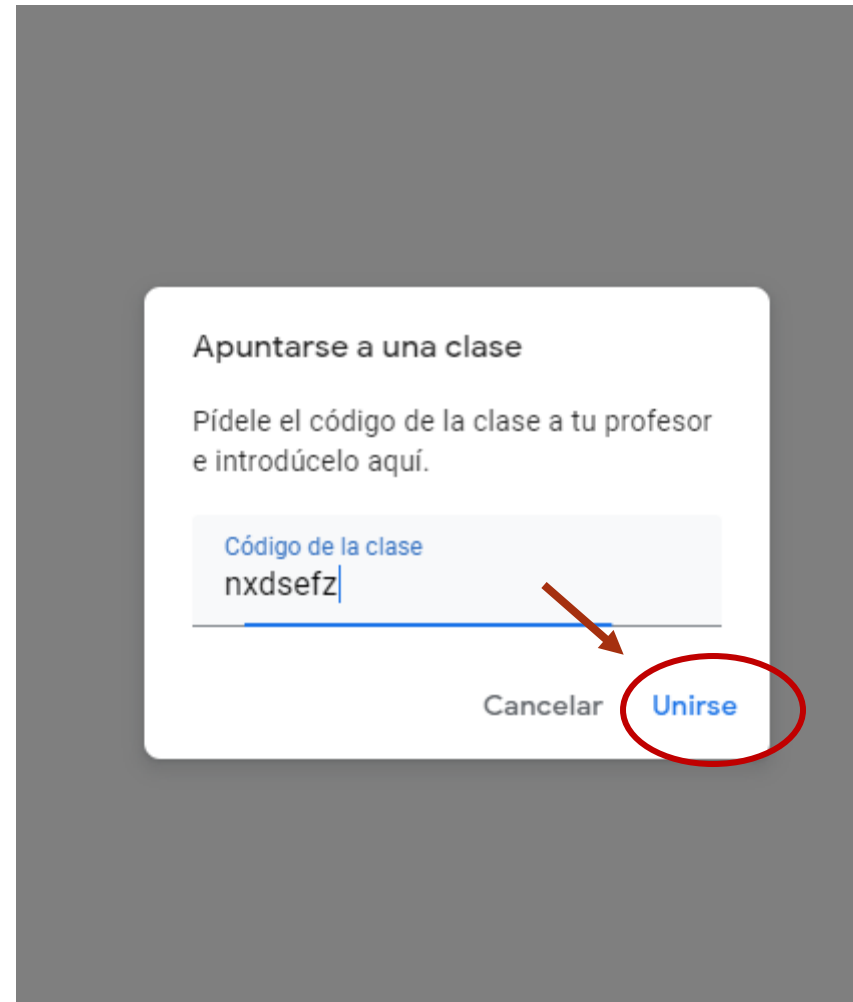 Apuntarse a una clase
Pídele el código de la clase a tu profesor
e introdúcelo aquí.
Código de la clase
nxdsefz
Cancelar Unirse